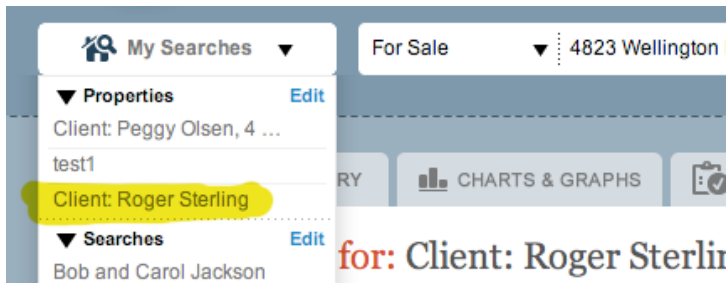 My Searches ▼ For Sale ▼ 4823 Wellington
▼ Properties Edit
Client: Peggy Olsen, 4 ...
test1
RY CHARTS & GRAPHS
Client: Roger Sterling
▼ Searches Edit
for: Client: Roger Sterlin
Bob and Carol Jackson